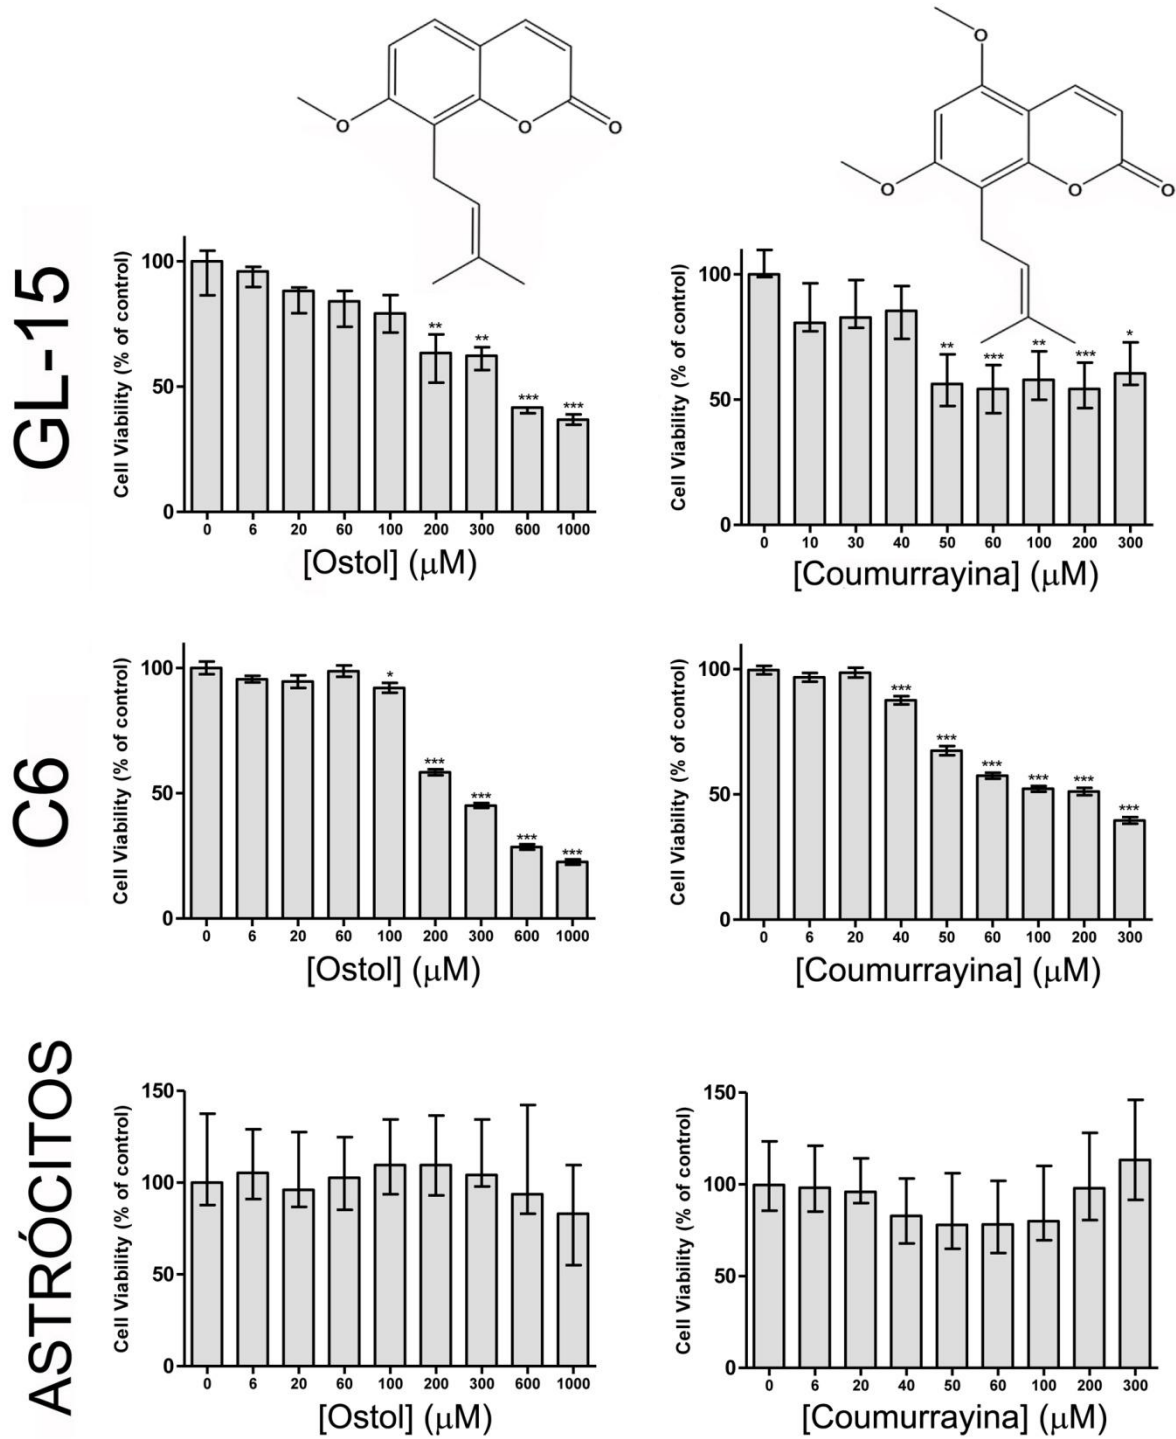 O
O
O
O
O
O
O
GL-15
Cell Viability (% of control)
100
50
0
** ** *** ***
0 6 20 60 100 200 300 600 1000
[Ostol] (µM)
Cell Viability (% of control)
100
50
0
** *** ** *** *
0 10 30 40 50 60 100 200 300
[Coumurrayina] (µM)
C6
Cell Viability (% of control)
100
50
0
* *** *** *** ***
0 6 20 60 100 200 300 600 1000
[Ostol] (µM)
Cell Viability (% of control)
100
50
0
*** *** *** *** *** ***
0 6 20 40 50 60 100 200 300
[Coumurrayina] (µM)
ASTRÓCITOS
Cell Viability (% of control)
150
100
50
0
0 6 20 60 100 200 300 600 1000
[Ostol] (µM)
Cell Viability (% of control)
150
100
50
0
0 6 20 40 50 60 100 200 300
[Coumurrayina] (µM)